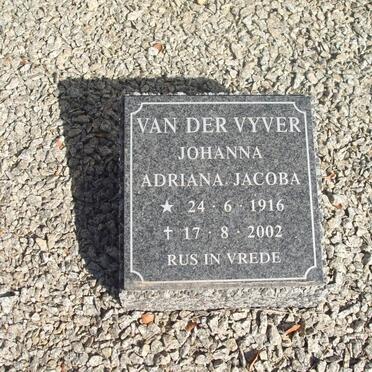 VAN DER VYVER
JOHANNA
ADRIANA JACOBA
★ 24 · 6 · 1916
† 17 · 8 · 2002
RUS IN VREDE